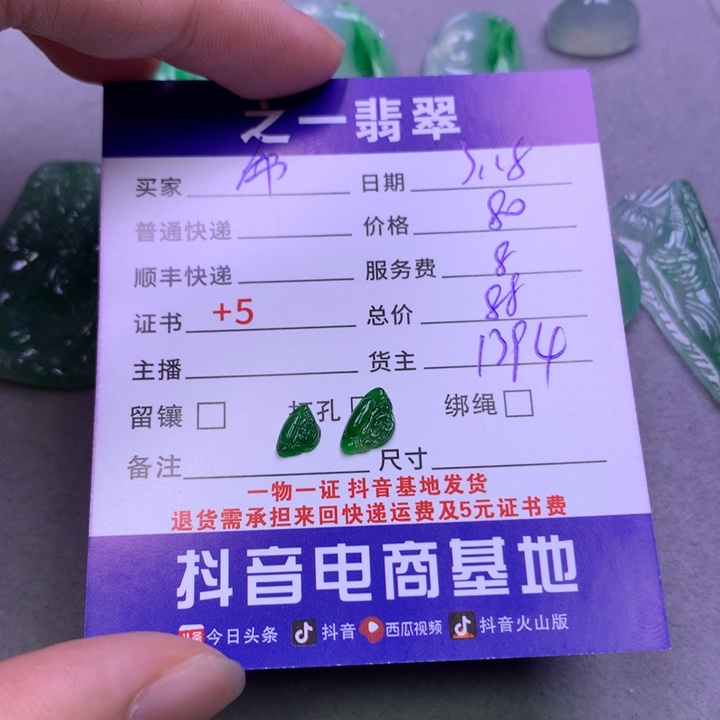 之一翡翠
买家 日期 3.18
普通快递 价格 80
顺丰快递 服务费 8
证书 +5 总价 88
主播 货主 1394
留镶 打孔 绑绳
备注 尺寸
一物一证 抖音基地发货
退货需承担来回快递运费及5元证书费
抖音电商基地
头条 今日头条 抖音 西瓜视频 抖音火山版